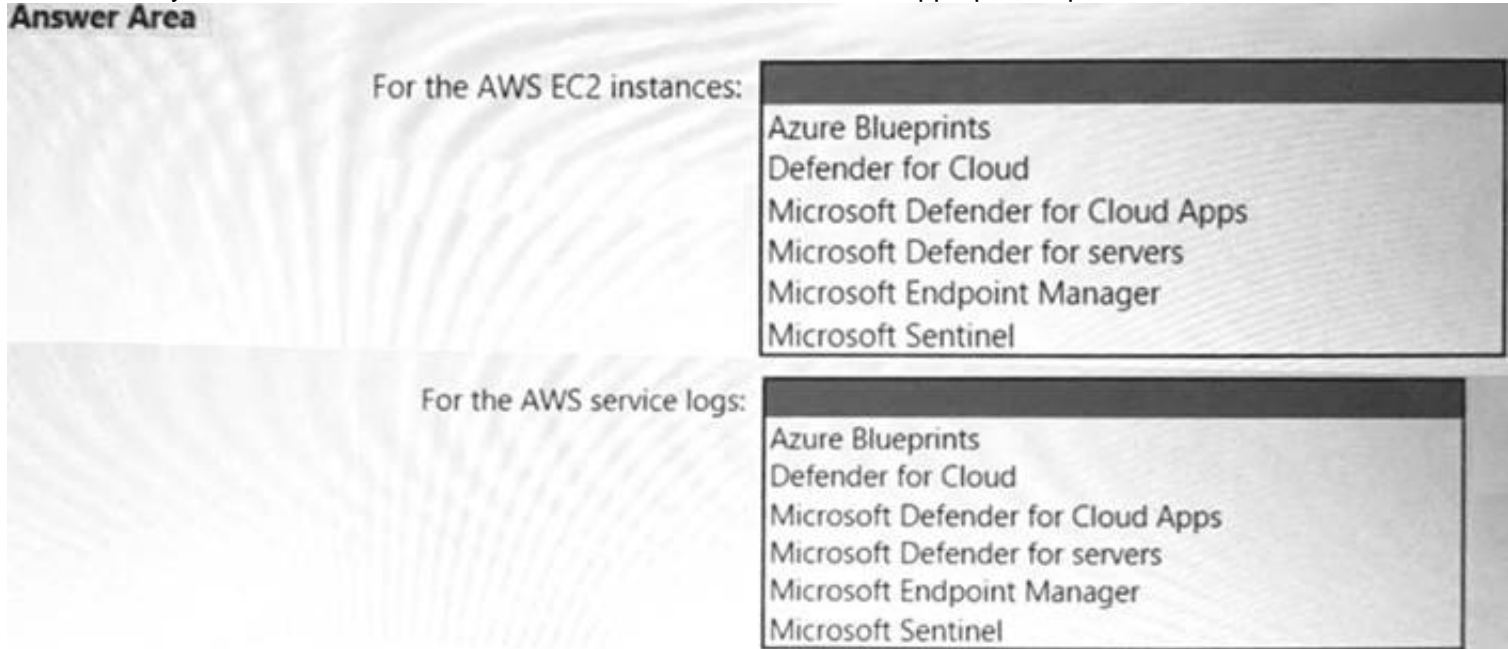 Answer Area
For the AWS EC2 instances:
Azure Blueprints
Defender for Cloud
Microsoft Defender for Cloud Apps
Microsoft Defender for servers
Microsoft Endpoint Manager
Microsoft Sentinel
For the AWS service logs:
Azure Blueprints
Defender for Cloud
Microsoft Defender for Cloud Apps
Microsoft Defender for servers
Microsoft Endpoint Manager
Microsoft Sentinel